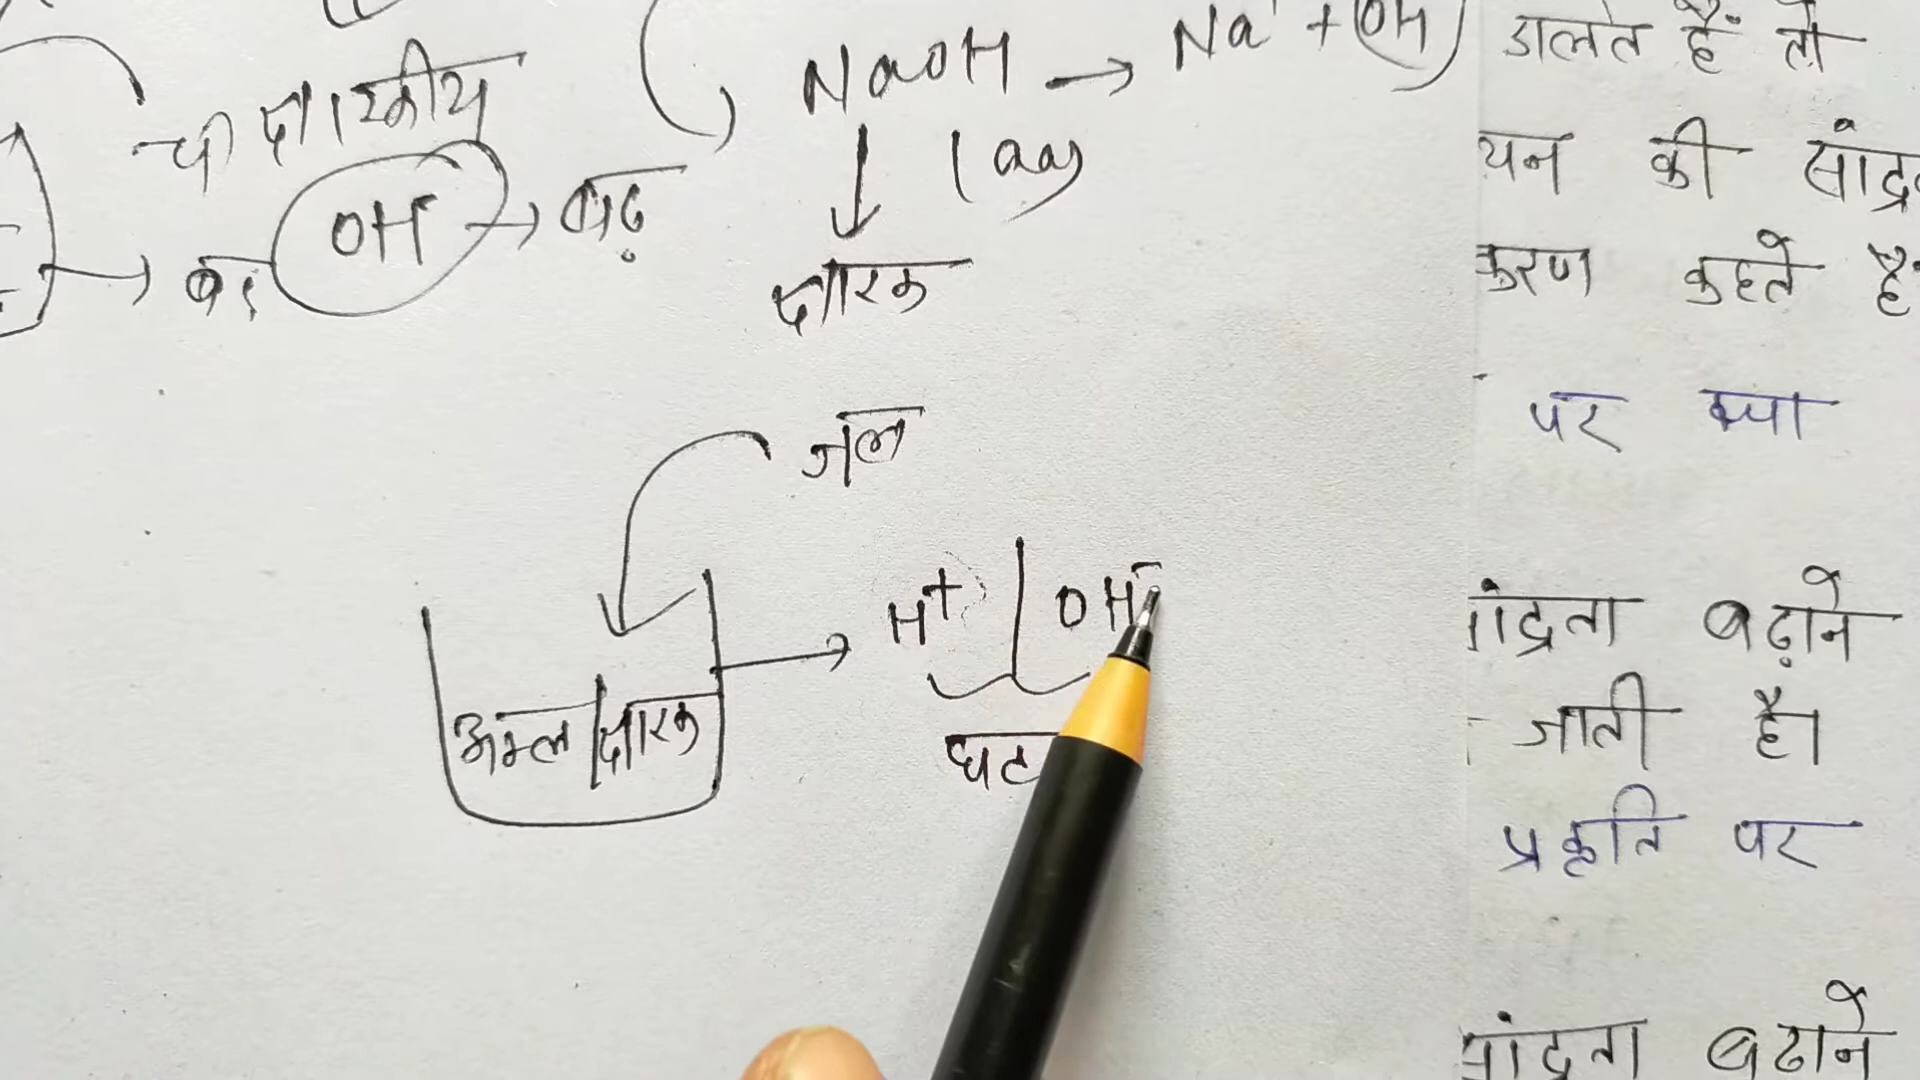 NaOH → Na⁺ + OH
क्षारकीय
(aq)
OH → बढ़
क्षारक
जल
H⁺ | OH⁻
अम्ल | क्षारक
घट
डालते हैं तो
यन की सांद्र
करण कहते है
पर क्या
सांद्रता बढ़ाने
जाती है।
प्रकृति पर
सांद्रता बढाने